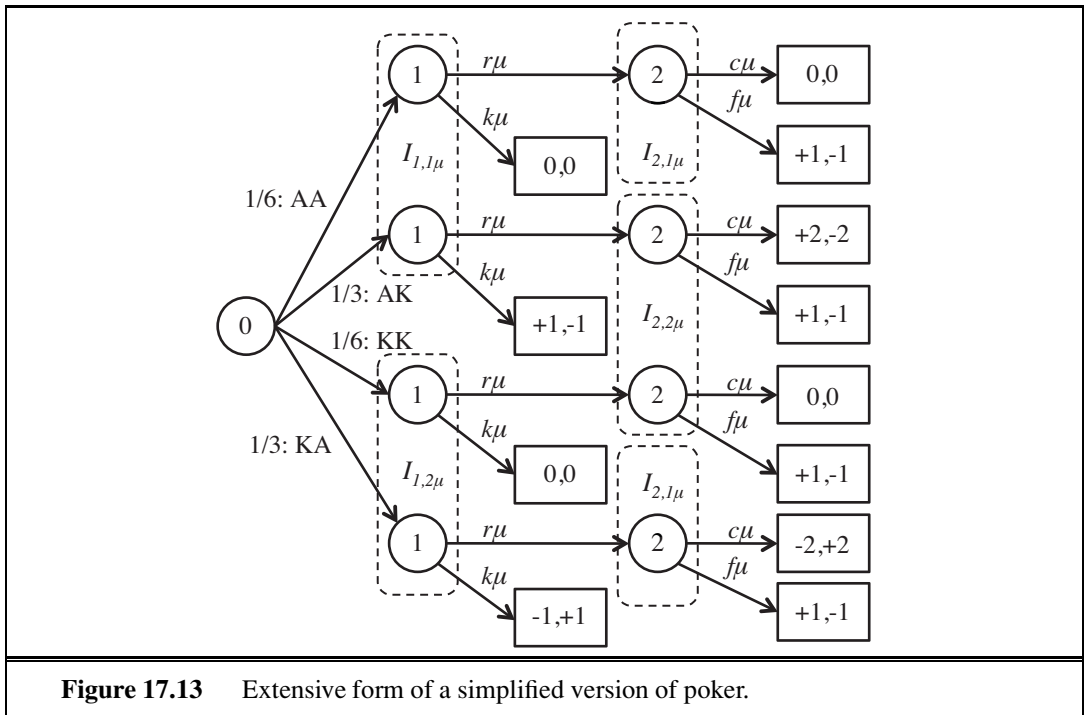 1 rμ 2 cμ 0,0
kμ fμ
I1,1μ 0,0 I2,1μ +1,-1
1/6: AA
1 rμ 2 cμ +2,-2
kμ fμ
1/3: AK
0 +1,-1 I2,2μ +1,-1
1/6: KK
1 rμ 2 cμ 0,0
kμ fμ
1/3: KA
I1,2μ 0,0 I2,1μ +1,-1
1 rμ 2 cμ -2,+2
kμ fμ
-1,+1 +1,-1
Figure 17.13 Extensive form of a simplified version of poker.